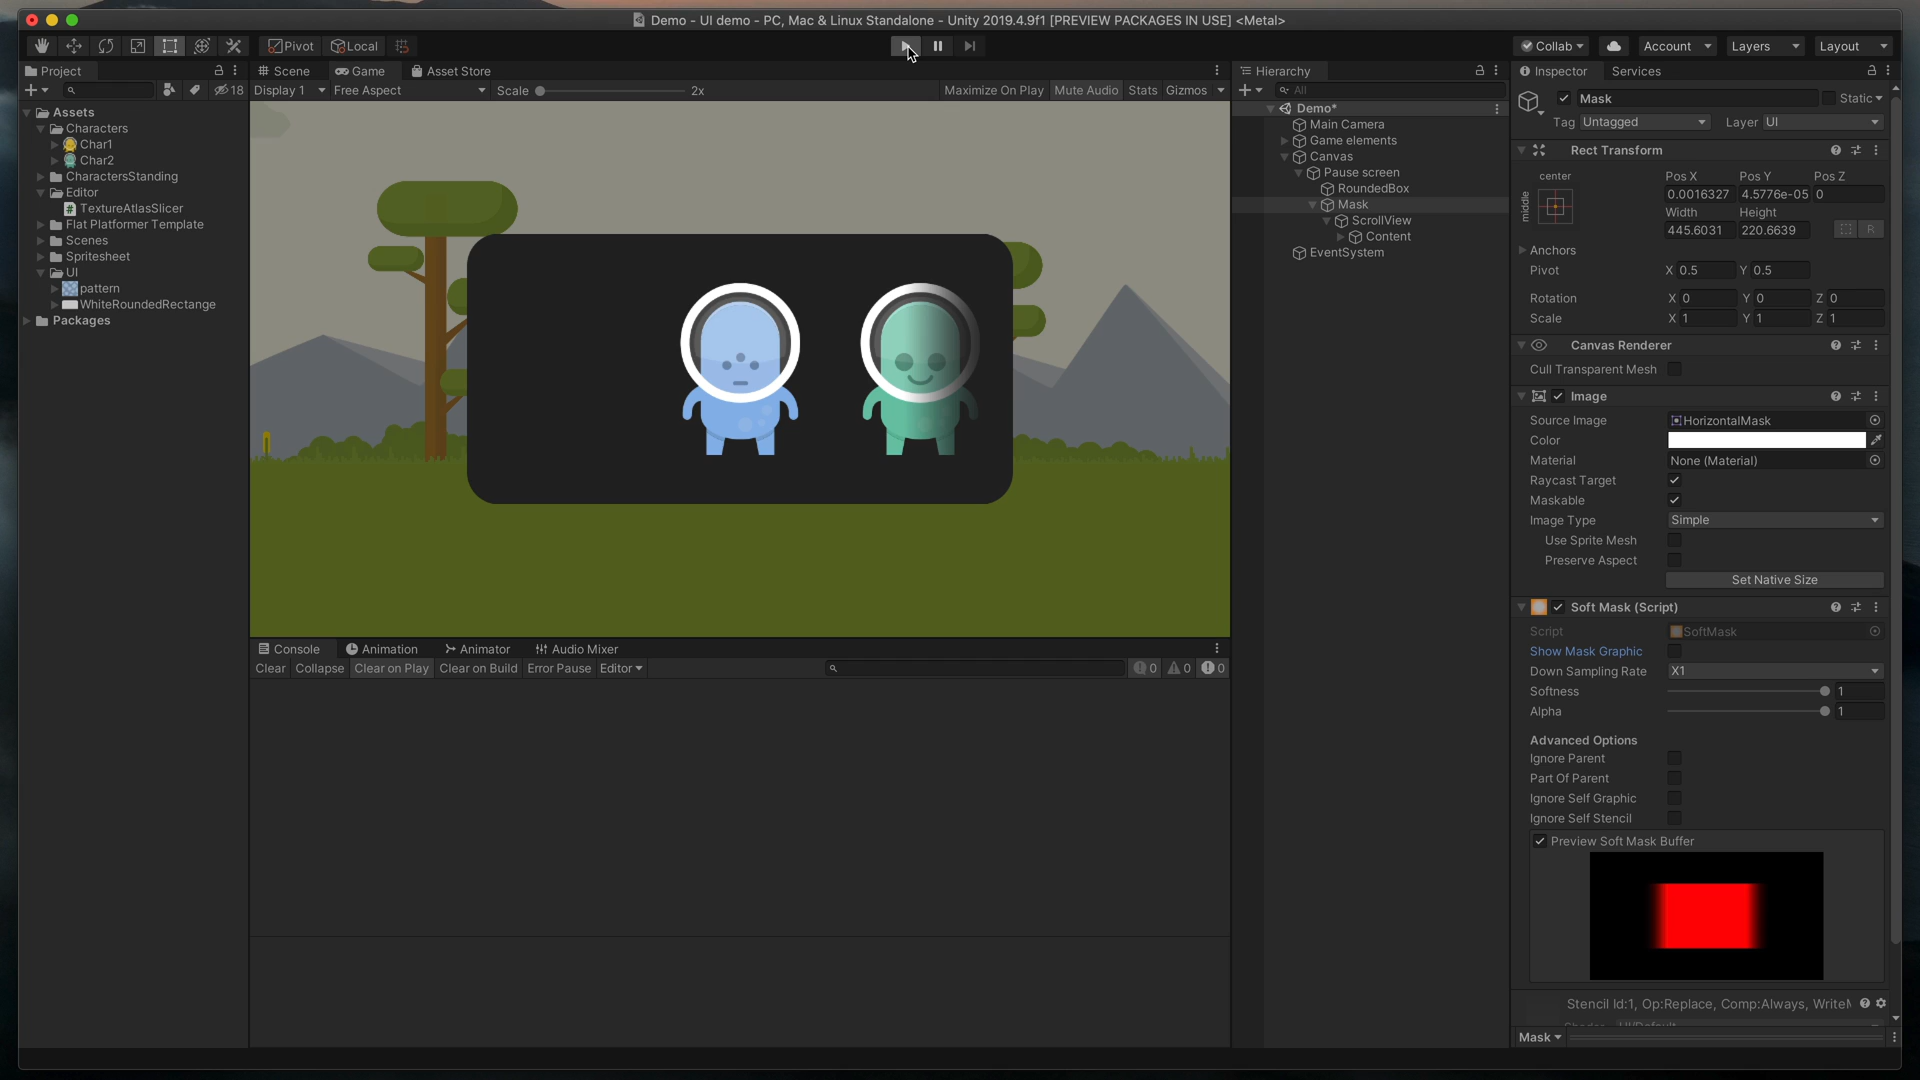 Demo - UI demo - PC, Mac & Linux Standalone - Unity 2019.4.9f1 [PREVIEW PACKAGES IN USE] <Metal>
Pivot Local Collab Account Layers Layout
Project Scene Game Asset Store Hierarchy Inspector Services
18 Display 1 Free Aspect Scale 2x Maximize On Play Mute Audio Stats Gizmos All
Assets
Characters
Char1
Char2
CharactersStanding
Editor
TextureAtlasSlicer
Flat Platformer Template
Scenes
Spritesheet
UI
pattern
WhiteRoundedRectange
Packages
Console Animation Animator Audio Mixer
Clear Collapse Clear on Play Clear on Build Error Pause Editor 0 0 0
Demo*
Main Camera
Game elements
Canvas
Pause screen
RoundedBox
Mask
ScrollView
Content
EventSystem
Mask Static
Tag Untagged Layer UI
Rect Transform
center Pos X Pos Y Pos Z
middle 0.0016327 4.5776e-05 0
Width Height
445.6031 220.6639 R
Anchors
Pivot X 0.5 Y 0.5
Rotation X 0 Y 0 Z 0
Scale X 1 Y 1 Z 1
Canvas Renderer
Cull Transparent Mesh
Image
Source Image HorizontalMask
Color
Material None (Material)
Raycast Target
Maskable
Image Type Simple
Use Sprite Mesh
Preserve Aspect
Set Native Size
Soft Mask (Script)
Script SoftMask
Show Mask Graphic
Down Sampling Rate X1
Softness 1
Alpha 1
Advanced Options
Ignore Parent
Part Of Parent
Ignore Self Graphic
Ignore Self Stencil
Preview Soft Mask Buffer
Stencil Id:1, Op:Replace, Comp:Always, Write
Mask